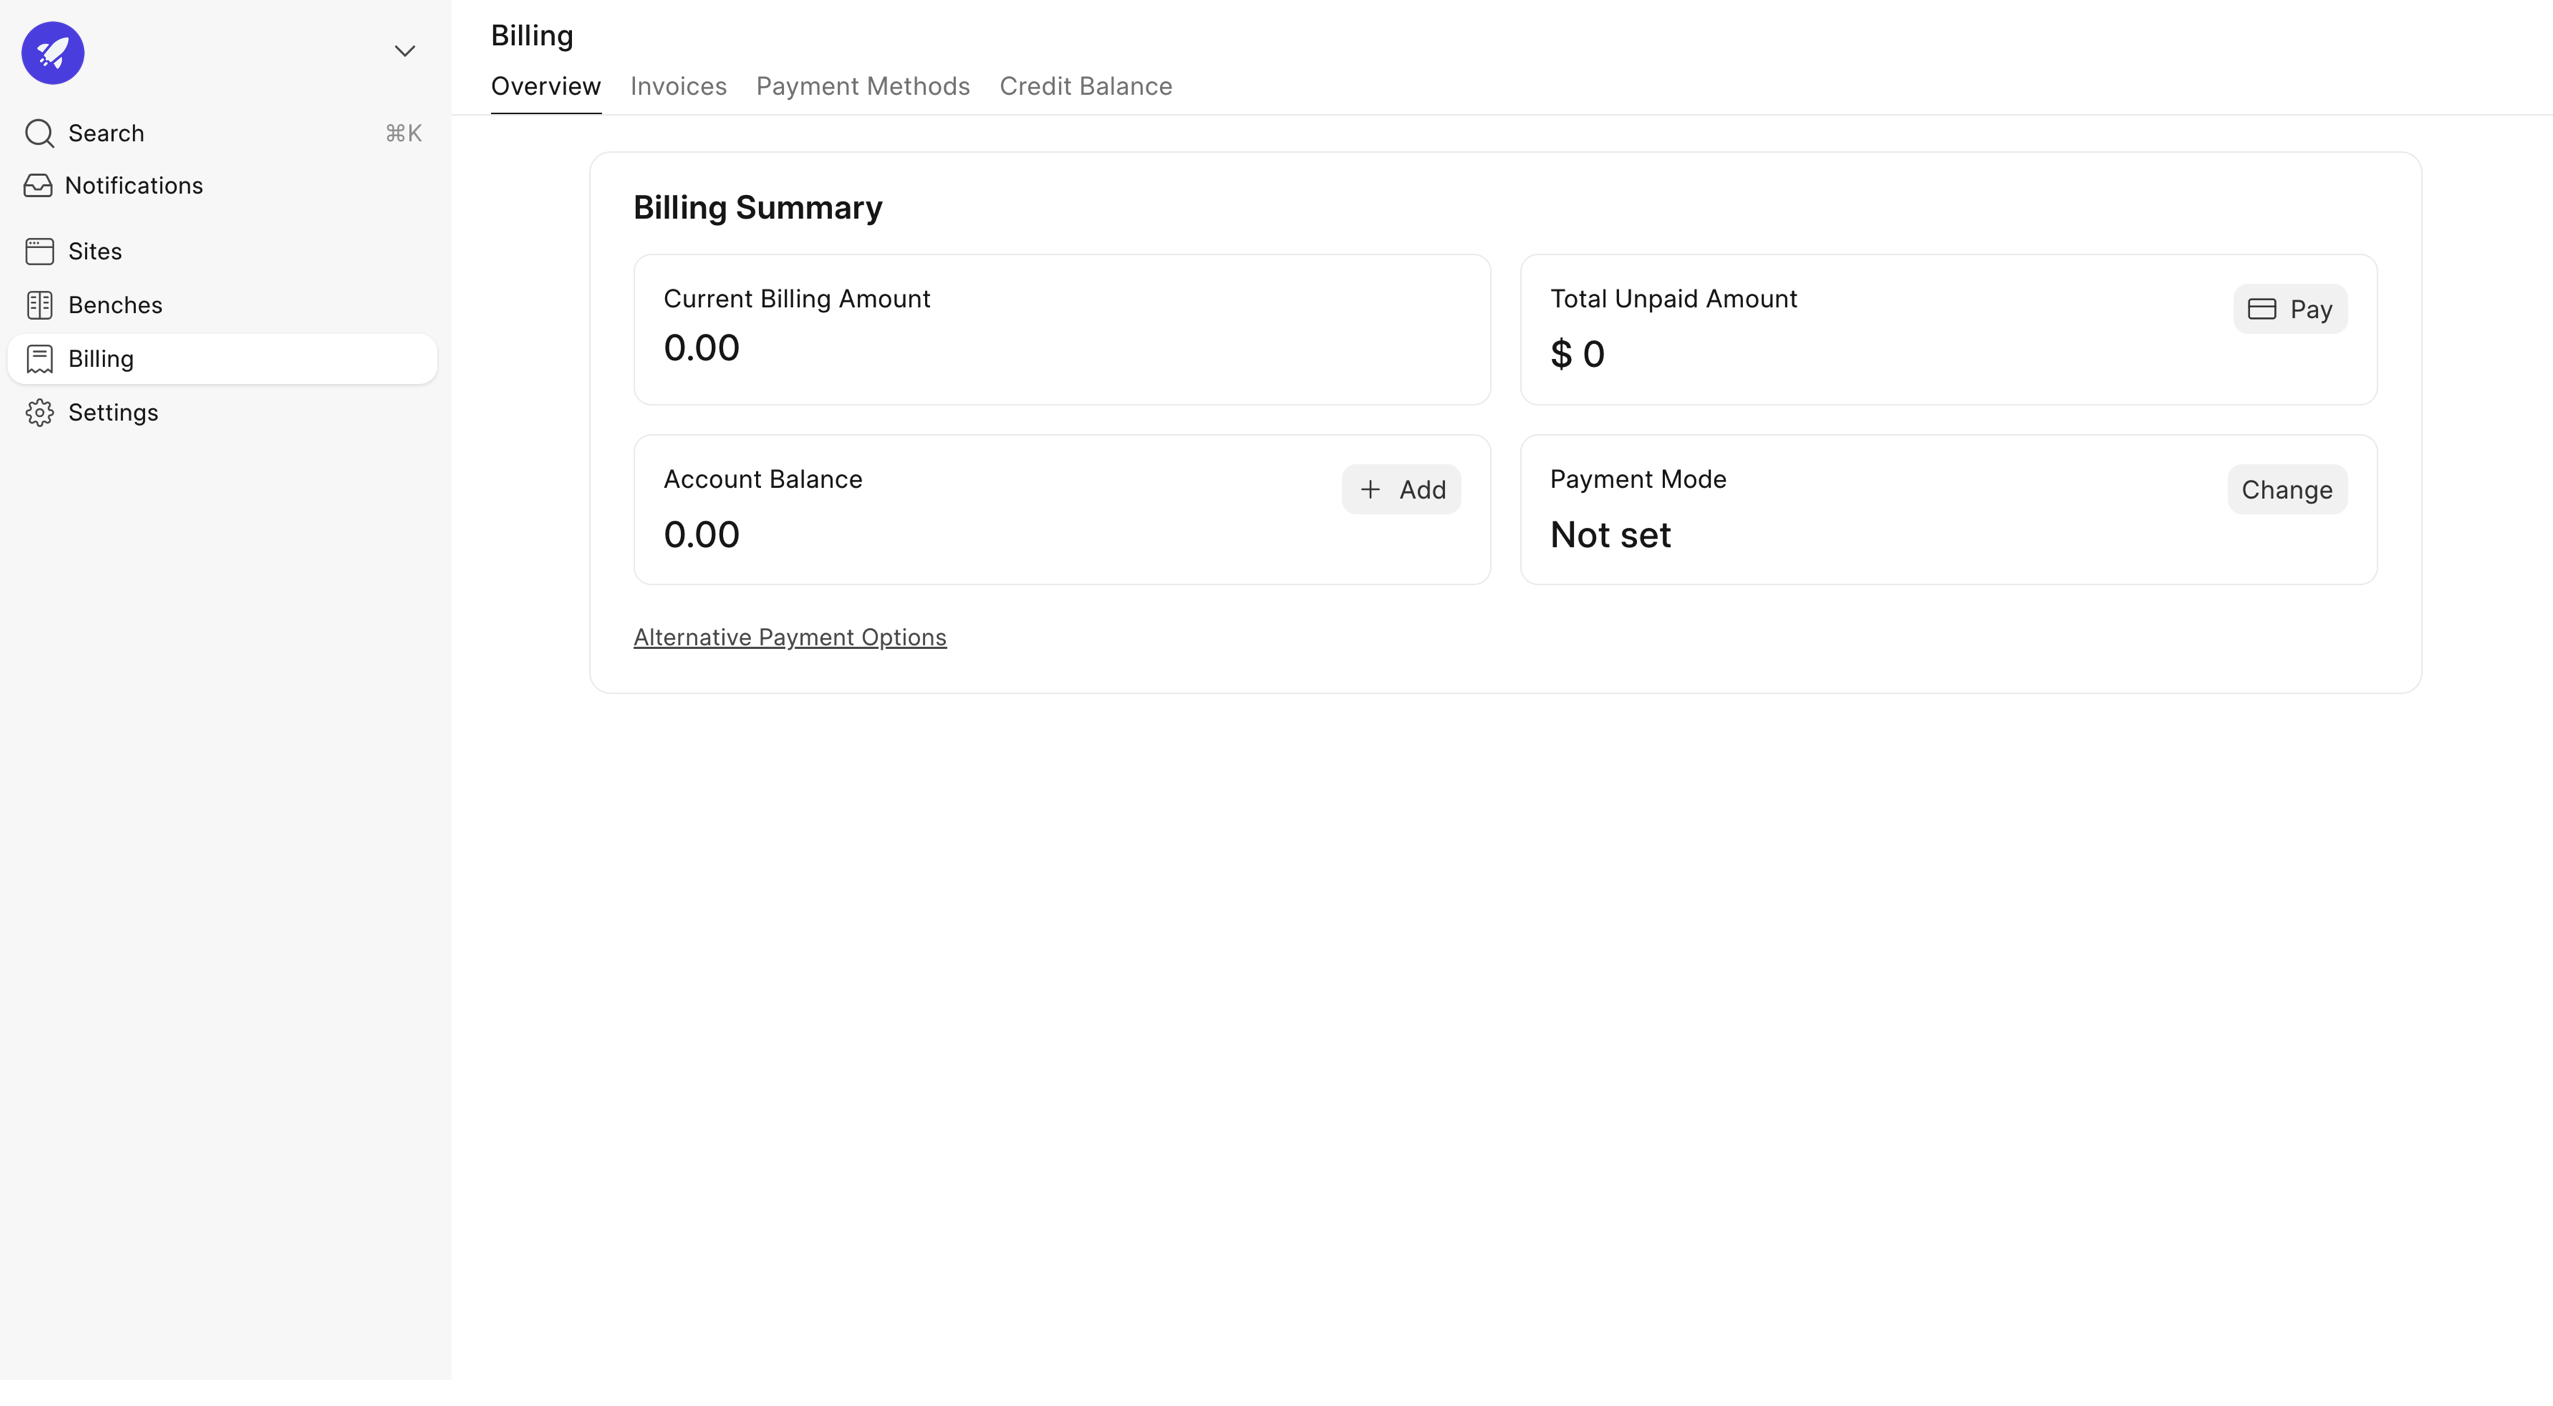 Billing
Overview Invoices Payment Methods Credit Balance
Search ⌘K
Notifications
Sites
Benches
Billing
Settings
Billing Summary
Current Billing Amount
0.00
Total Unpaid Amount
Pay
$ 0
Account Balance
Add
0.00
Payment Mode
Change
Not set
Alternative Payment Options